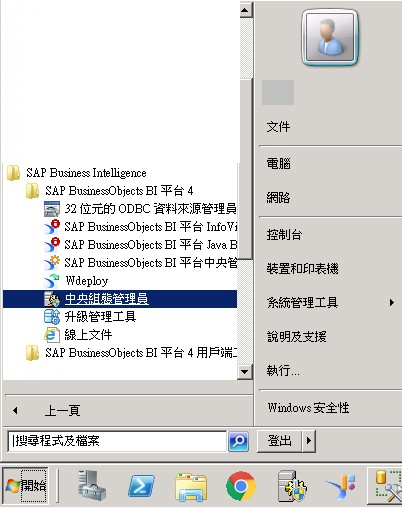 SAP Business Intelligence
SAP BusinessObjects BI 平台 4
32 位元的 ODBC 資料來源管理員
SAP BusinessObjects BI 平台 InfoVi
SAP BusinessObjects BI 平台 Java B
SAP BusinessObjects BI 平台中央管
Wdeploy
中央組態管理員
升級管理工具
線上文件
SAP BusinessObjects BI 平台 4 用戶端
上一頁
搜尋程式及檔案
文件
電腦
網路
控制台
裝置和印表機
系統管理工具
說明及支援
執行...
Windows 安全性
登出
開始